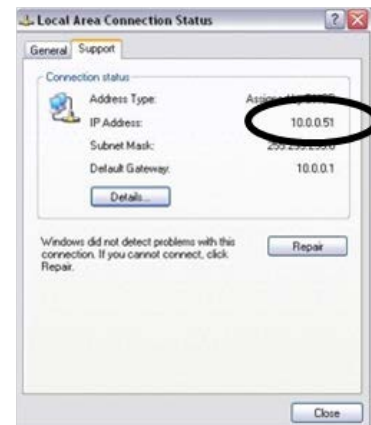 Local Area Connection Status
General Support
Connection status
Address Type:
IP Address: 10.0.0.51
Subnet Mask:
Default Gateway: 10.0.0.1
Details...
Windows did not detect problems with this
connection. If you cannot connect, click
Repair.
Repair
Close